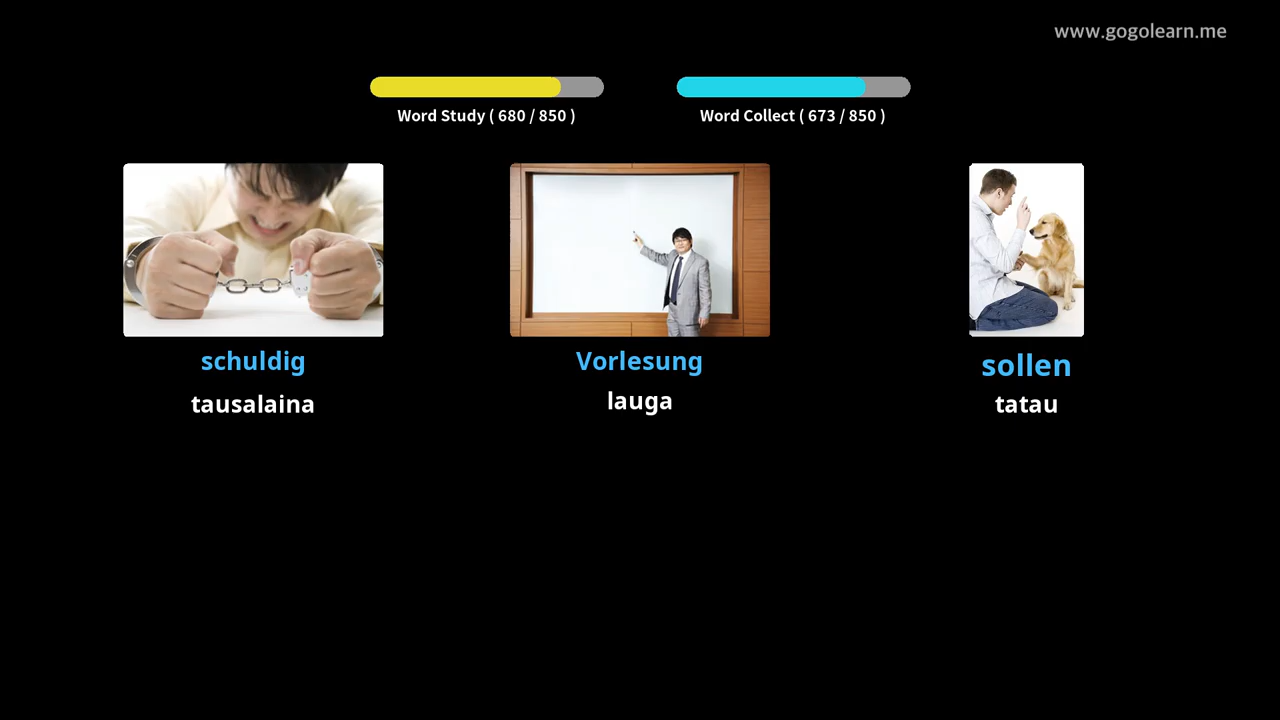 www.gogolearn.me
Word Study ( 680 / 850 )
Word Collect ( 673 / 850 )
schuldig
tausalaina
Vorlesung
lauga
sollen
tatau